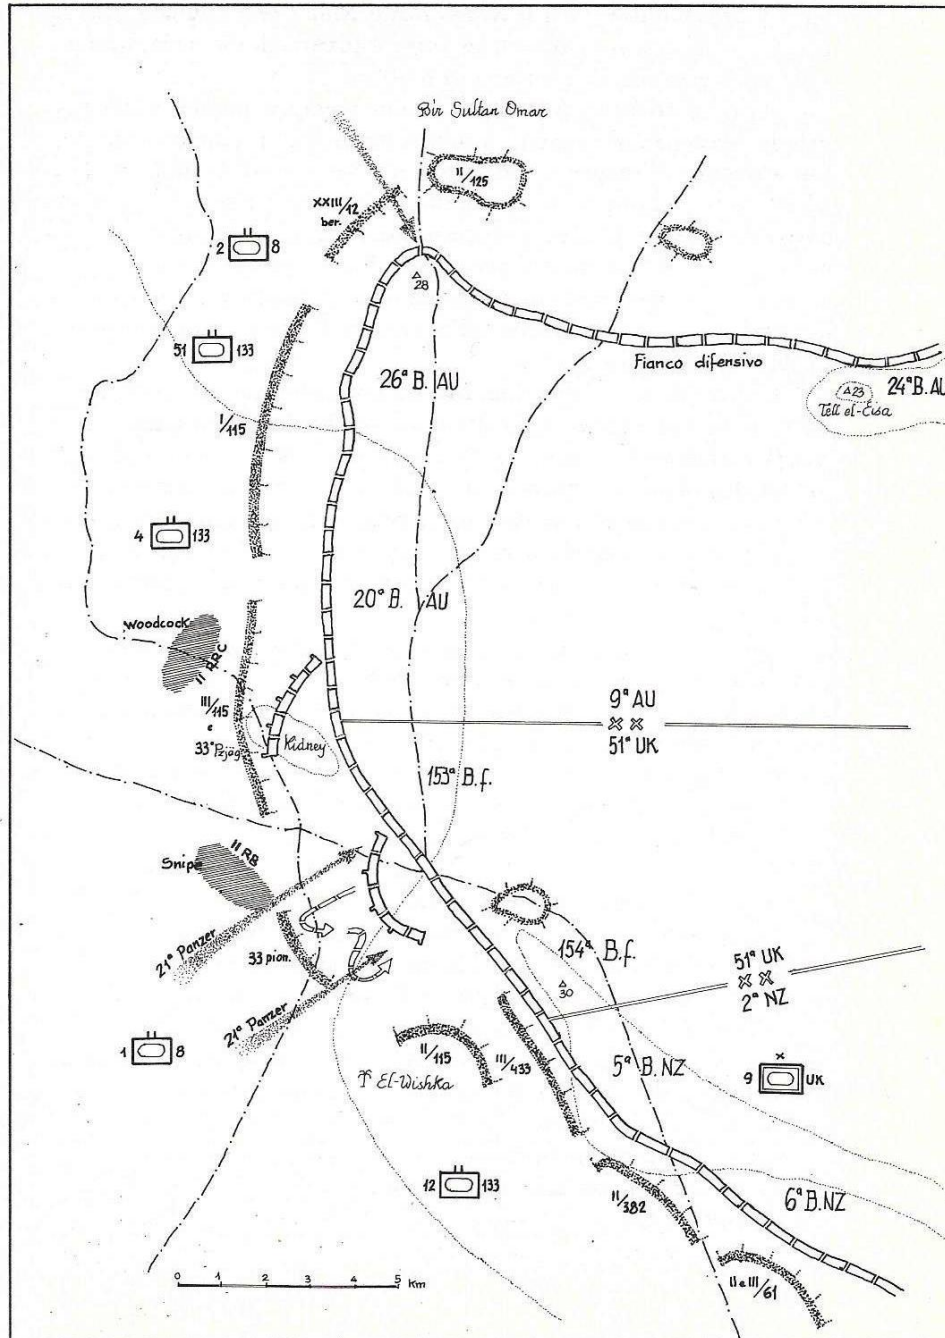 Bir Sultan Omar
II/125
XXIII/12
ber.
2 8
28
51 133
Fianco difensivo
26ª B. AU
24ª B. AU
23
Tell el-Eisa
I/115
4 133
20ª B. AU
Woodcock
II RRC
III/115
e
33° Pzjag
Kidney
9ª AU
51ª UK
153ª B.f.
Snipe
II RB
21ª Panzer
33 pion.
21ª Panzer
154ª B.f.
30
51ª UK
2ª NZ
1 8
II/115
III/433
El-Wishka
5ª B. NZ
9 UK
12 133
II/382
6ª B. NZ
II e III/61
0 1 2 4 5 Km